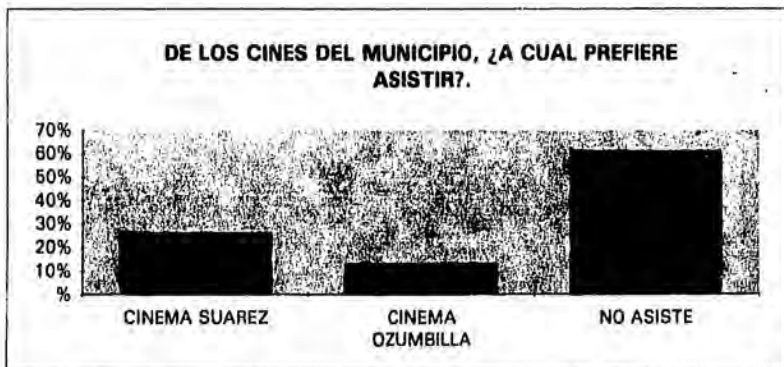 DE LOS CINES DEL MUNICIPIO, ¿A CUAL PREFIERE
ASISTIR?.
70%
60%
50%
40%
30%
20%
10%
%
CINEMA SUAREZ
CINEMA
OZUMBILLA
NO ASISTE